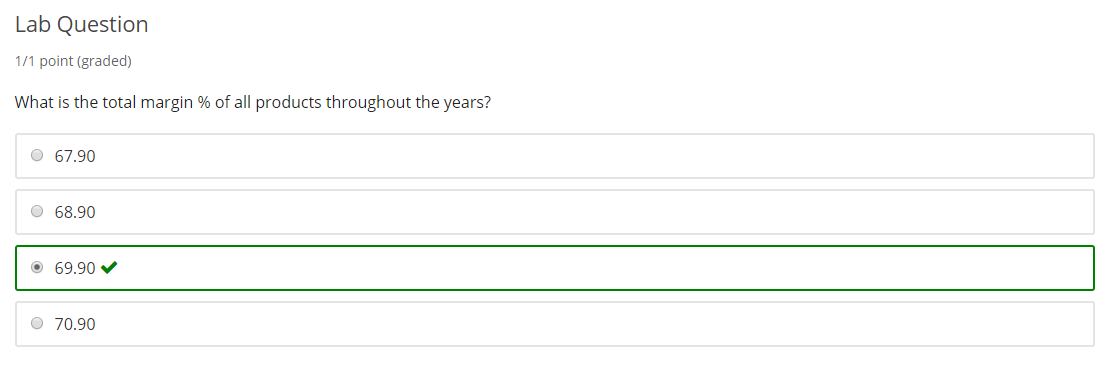 Lab Question
1/1 point (graded)
What is the total margin % of all products throughout the years?
67.90
68.90
69.90
70.90